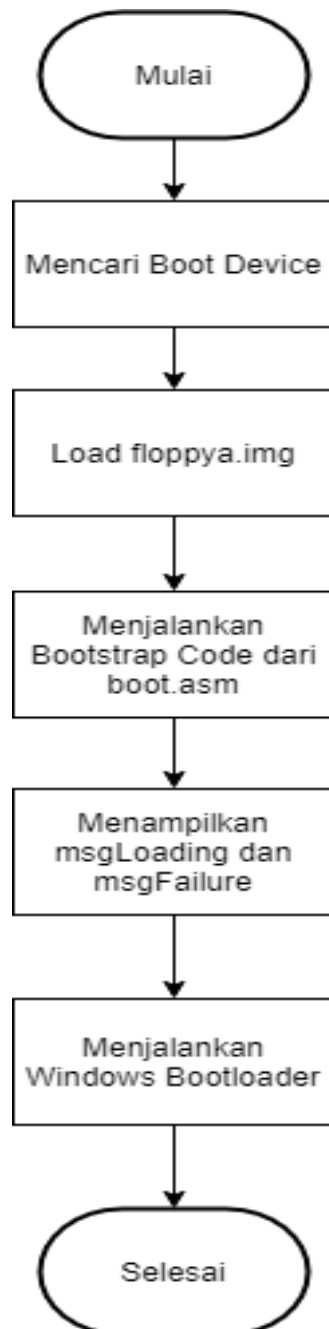 Mulai
Mencari Boot Device
Load floppya.img
Menjalankan
Bootstrap Code dari
boot.asm
Menampilkan
msgLoading dan
msgFailure
Menjalankan
Windows Bootloader
Selesai